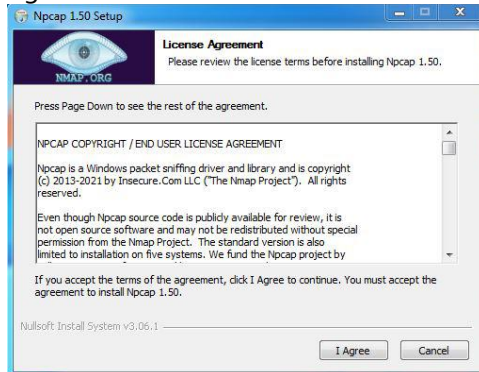 Npcap 1.50 Setup
NMAP.ORG
License Agreement
Please review the license terms before installing Npcap 1.50.
Press Page Down to see the rest of the agreement.
NPCAP COPYRIGHT / END USER LICENSE AGREEMENT
Npcap is a Windows packet sniffing driver and library and is copyright
(c) 2013-2021 by Insecure.Com LLC ("The Nmap Project"). All rights
reserved.
Even though Npcap source code is publicly available for review, it is
not open source software and may not be redistributed without special
permission from the Nmap Project. The standard version is also
limited to installation on five systems. We fund the Npcap project by
If you accept the terms of the agreement, click I Agree to continue. You must accept the
agreement to install Npcap 1.50.
Nullsoft Install System v3.06.1
I Agree
Cancel